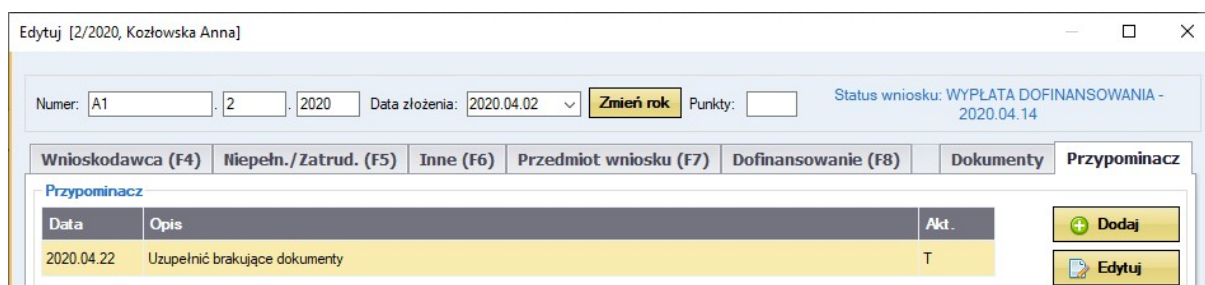 Edytuj [2/2020, Kozłowska Anna]
Numer: A1 . 2 . 2020 Data złożenia: 2020.04.02 Zmień rok Punkty: Status wniosku: WYPŁATA DOFINANSOWANIA -
2020.04.14
Wnioskodawca (F4) Niepełn./Zatrud. (F5) Inne (F6) Przedmiot wniosku (F7) Dofinansowanie (F8) Dokumenty Przypominacz
Przypominacz
Data Opis Akt. Dodaj
2020.04.22 Uzupełnić brakujące dokumenty T Edytuj